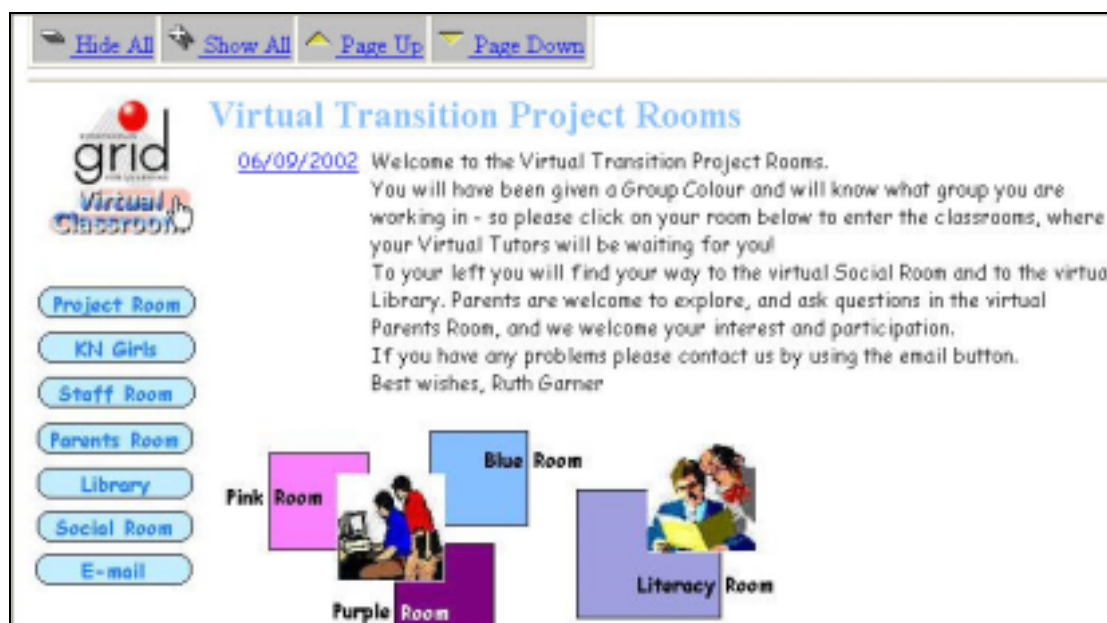 Hide All Show All Page Up Page Down
Virtual Transition Project Rooms
grid
Virtual
Classroom
06/09/2002 Welcome to the Virtual Transition Project Rooms.
You will have been given a Group Colour and will know what group you are
working in - so please click on your room below to enter the classrooms, where
your Virtual Tutors will be waiting for you!
To your left you will find your way to the virtual Social Room and to the virtua
Library. Parents are welcome to explore, and ask questions in the virtual
Parents Room, and we welcome your interest and participation.
If you have any problems please contact us by using the email button.
Best wishes, Ruth Garner
Project Room
KN Girls
Staff Room
Parents Room
Library
Social Room
E-mail
Pink Room
Blue Room
Purple Room
Literacy Room